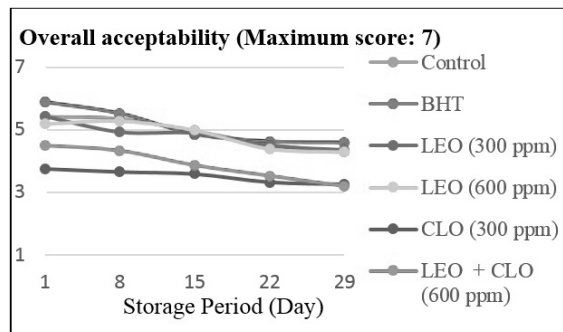 Overall acceptability (Maximum score: 7)
7
5
3
1
1 8 15 22 29
Storage Period (Day)
Control
BHT
LEO (300 ppm)
LEO (600 ppm)
CLO (300 ppm)
LEO + CLO
(600 ppm)